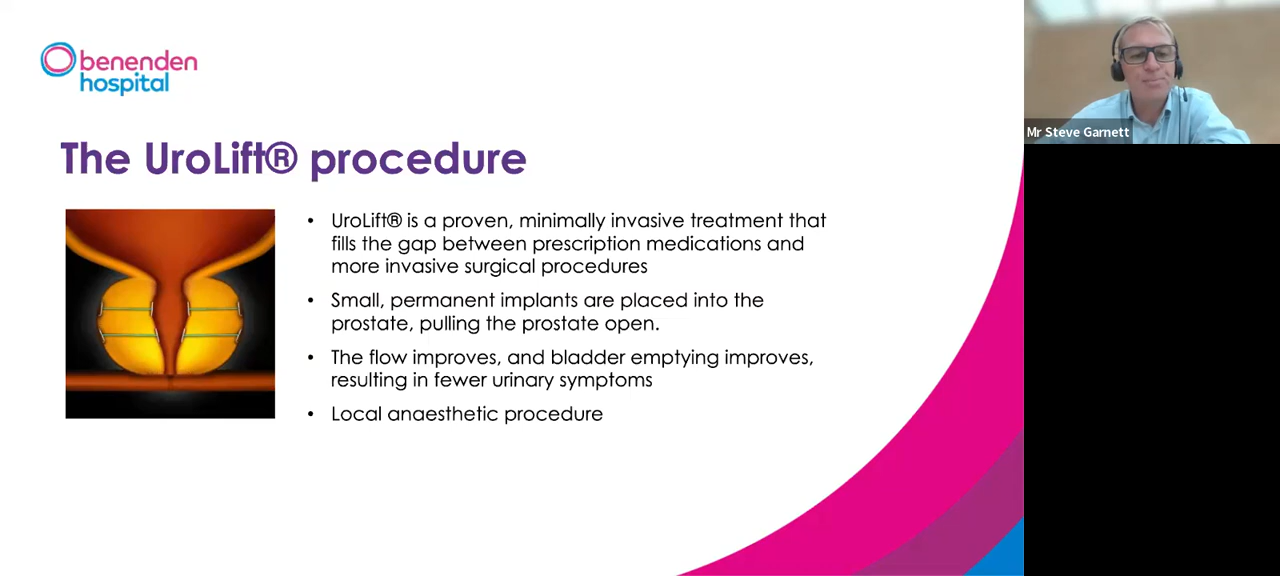 benenden
hospital
Mr Steve Garnett
The UroLift® procedure
• UroLift® is a proven, minimally invasive treatment that
fills the gap between prescription medications and
more invasive surgical procedures
• Small, permanent implants are placed into the
prostate, pulling the prostate open.
• The flow improves, and bladder emptying improves,
resulting in fewer urinary symptoms
• Local anaesthetic procedure